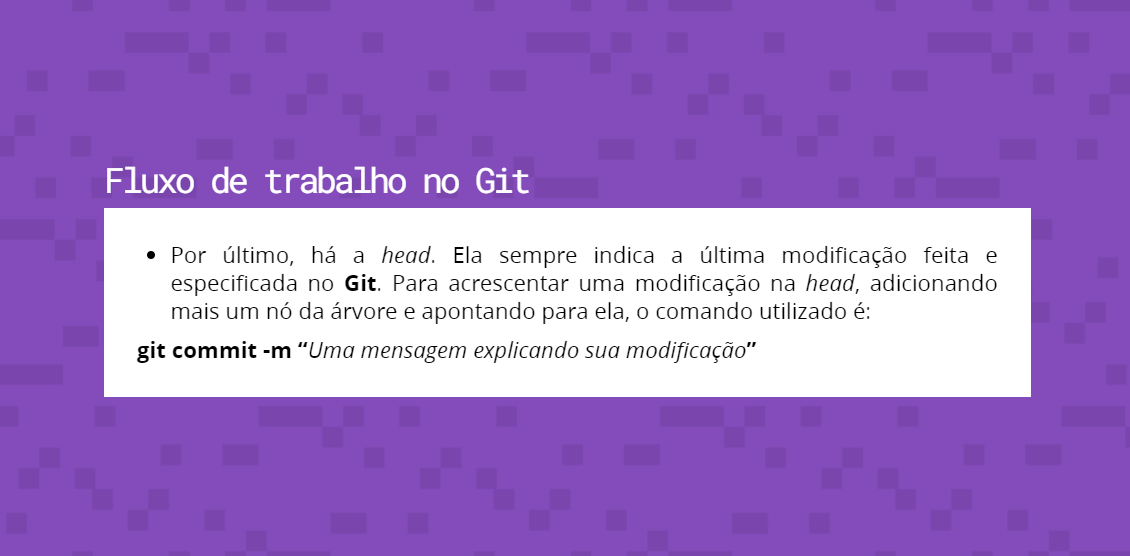 Fluxo de trabalho no Git
• Por último, há a head. Ela sempre indica a última modificação feita e
especificada no Git. Para acrescentar uma modificação na head, adicionando
mais um nó da árvore e apontando para ela, o comando utilizado é:
git commit -m “Uma mensagem explicando sua modificação”